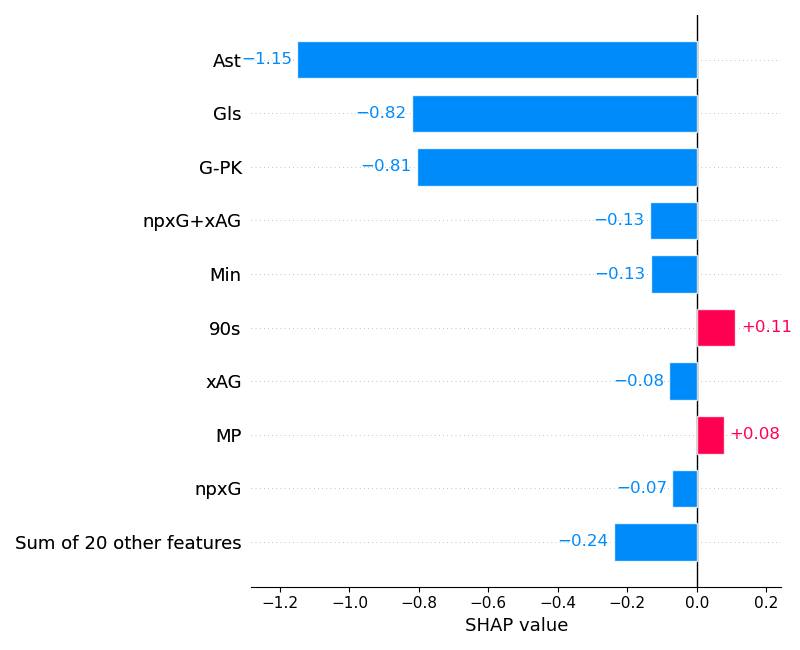 Ast −1.15
Gls −0.82
G-PK −0.81
npxG+xAG −0.13
Min −0.13
90s +0.11
xAG −0.08
MP +0.08
npxG −0.07
Sum of 20 other features −0.24
−1.2 −1.0 −0.8 −0.6 −0.4 −0.2 0.0 0.2
SHAP value